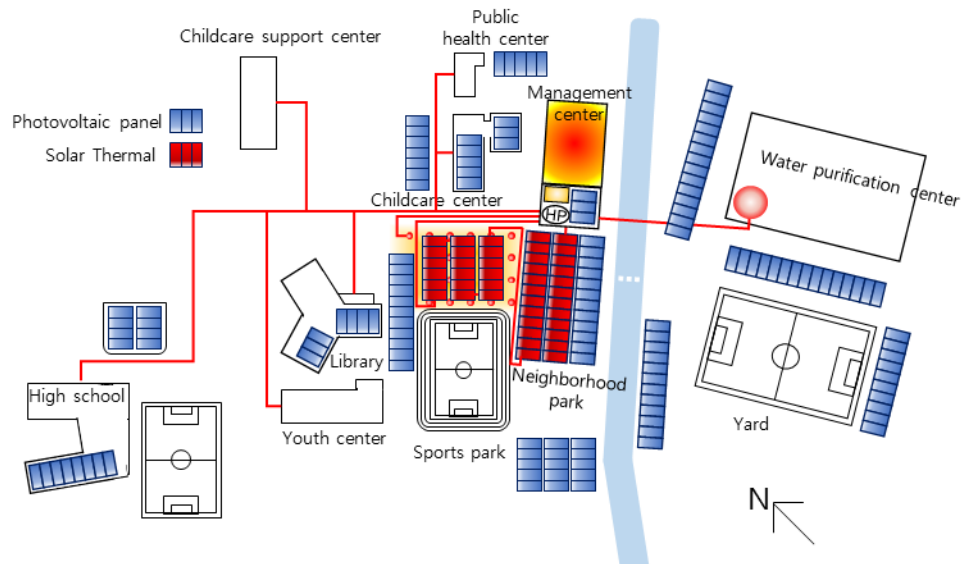 Public
health center
Childcare support center
Management
center
Photovoltaic panel
Solar Thermal
Water purification center
Childcare center
HP
Library
High school
Neighborhood
park
Youth center
Sports park
Yard
N